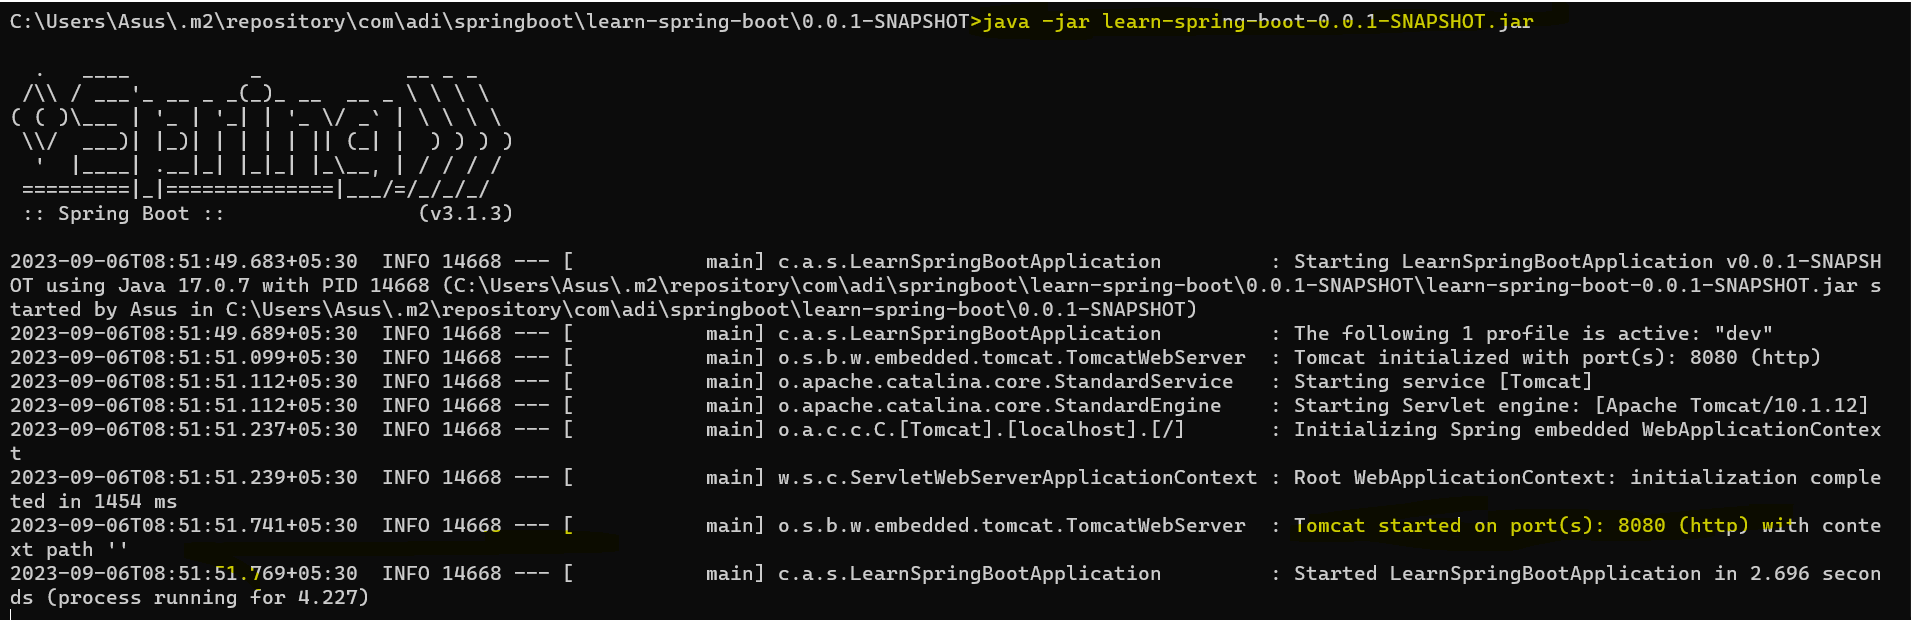 C:\Users\Asus\.m2\repository\com\adi\springboot\learn-spring-boot\0.0.1-SNAPSHOT>java -jar learn-spring-boot-0.0.1-SNAPSHOT.jar

  .   ____          _            __ _ _
 /\\ / ___'_ __ _ _(_)_ __  __ _ \ \ \ \
( ( )\___ | '_ | '_| | '_ \/ _` | \ \ \ \
 \\/  ___)| |_)| | | | | || (_| |  ) ) ) )
  '  |____| .__|_| |_|_| |_\__, | / / / /
 =========|_|==============|___/=/_/_/_/
 :: Spring Boot ::                (v3.1.3)

2023-09-06T08:51:49.683+05:30  INFO 14668 --- [           main] c.a.s.LearnSpringBootApplication         : Starting LearnSpringBootApplication v0.0.1-SNAPSH
OT using Java 17.0.7 with PID 14668 (C:\Users\Asus\.m2\repository\com\adi\springboot\learn-spring-boot\0.0.1-SNAPSHOT\learn-spring-boot-0.0.1-SNAPSHOT.jar s
tarted by Asus in C:\Users\Asus\.m2\repository\com\adi\springboot\learn-spring-boot\0.0.1-SNAPSHOT)
2023-09-06T08:51:49.689+05:30  INFO 14668 --- [           main] c.a.s.LearnSpringBootApplication         : The following 1 profile is active: "dev"
2023-09-06T08:51:51.099+05:30  INFO 14668 --- [           main] o.s.b.w.embedded.tomcat.TomcatWebServer  : Tomcat initialized with port(s): 8080 (http)
2023-09-06T08:51:51.112+05:30  INFO 14668 --- [           main] o.apache.catalina.core.StandardService   : Starting service [Tomcat]
2023-09-06T08:51:51.112+05:30  INFO 14668 --- [           main] o.apache.catalina.core.StandardEngine    : Starting Servlet engine: [Apache Tomcat/10.1.12]
2023-09-06T08:51:51.237+05:30  INFO 14668 --- [           main] o.a.c.c.C.[Tomcat].[localhost].[/]       : Initializing Spring embedded WebApplicationContex
t
2023-09-06T08:51:51.239+05:30  INFO 14668 --- [           main] w.s.c.ServletWebServerApplicationContext : Root WebApplicationContext: initialization comple
ted in 1454 ms
2023-09-06T08:51:51.741+05:30  INFO 14668 --- [           main] o.s.b.w.embedded.tomcat.TomcatWebServer  : Tomcat started on port(s): 8080 (http) with conte
xt path ''
2023-09-06T08:51:51.769+05:30  INFO 14668 --- [           main] c.a.s.LearnSpringBootApplication         : Started LearnSpringBootApplication in 2.696 secon
ds (process running for 4.227)